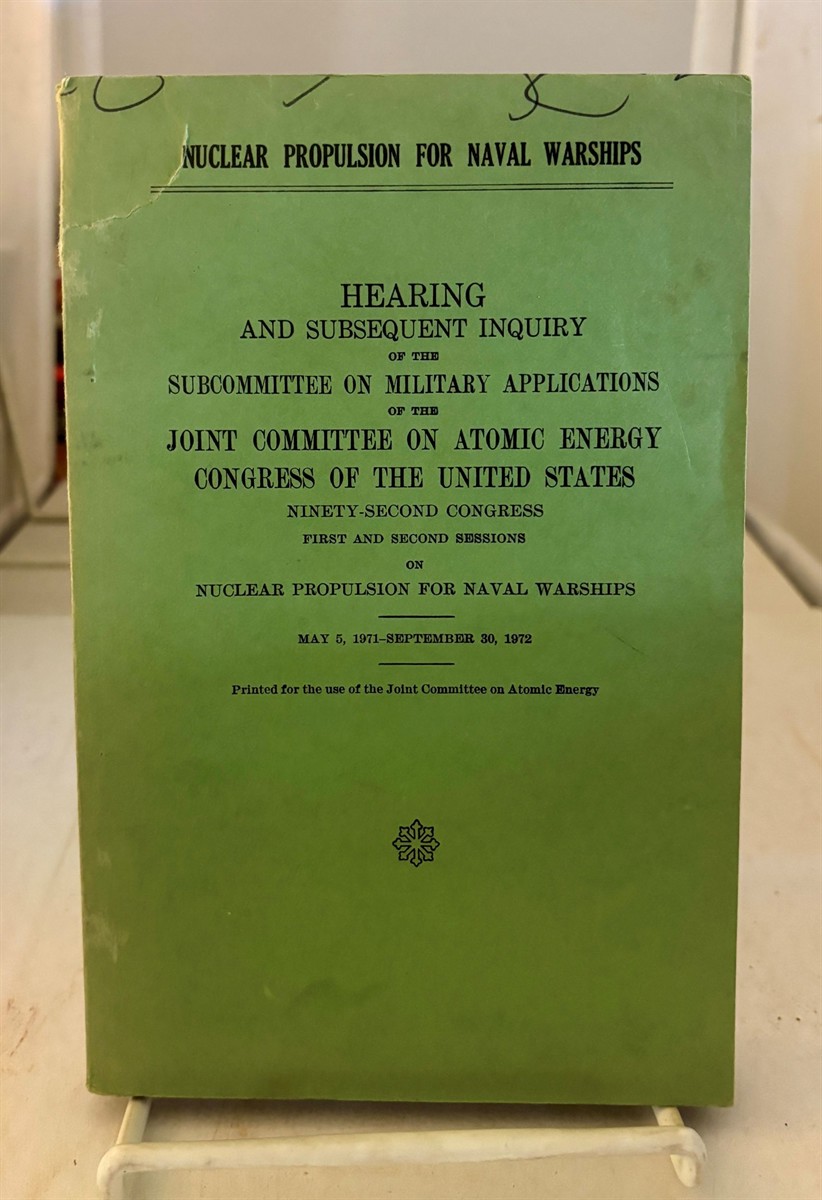 NUCLEAR PROPULSION FOR NAVAL WARSHIPS
HEARING
AND SUBSEQUENT INQUIRY
OF THE
SUBCOMMITTEE ON MILITARY APPLICATIONS
OF THE
JOINT COMMITTEE ON ATOMIC ENERGY
CONGRESS OF THE UNITED STATES
NINETY-SECOND CONGRESS
FIRST AND SECOND SESSIONS
ON
NUCLEAR PROPULSION FOR NAVAL WARSHIPS
MAY 5, 1971–SEPTEMBER 30, 1972
Printed for the use of the Joint Committee on Atomic Energy